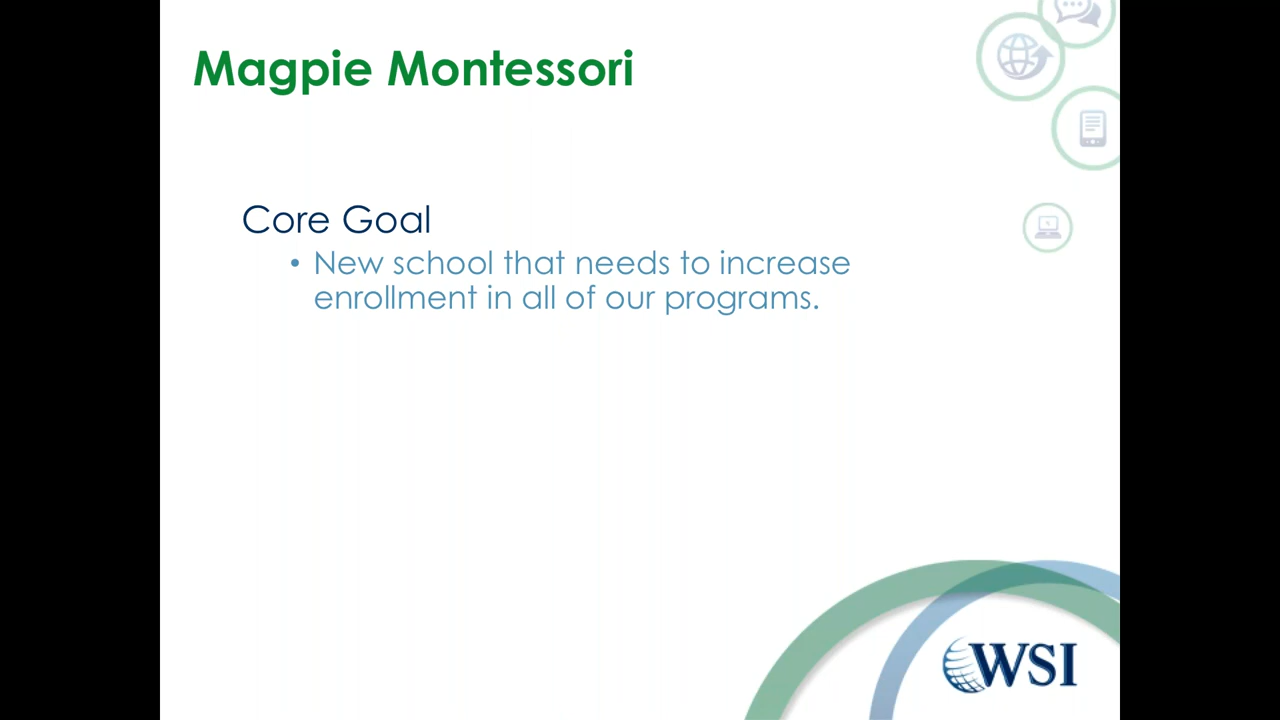 Magpie Montessori
Core Goal
• New school that needs to increase
enrollment in all of our programs.
WSI